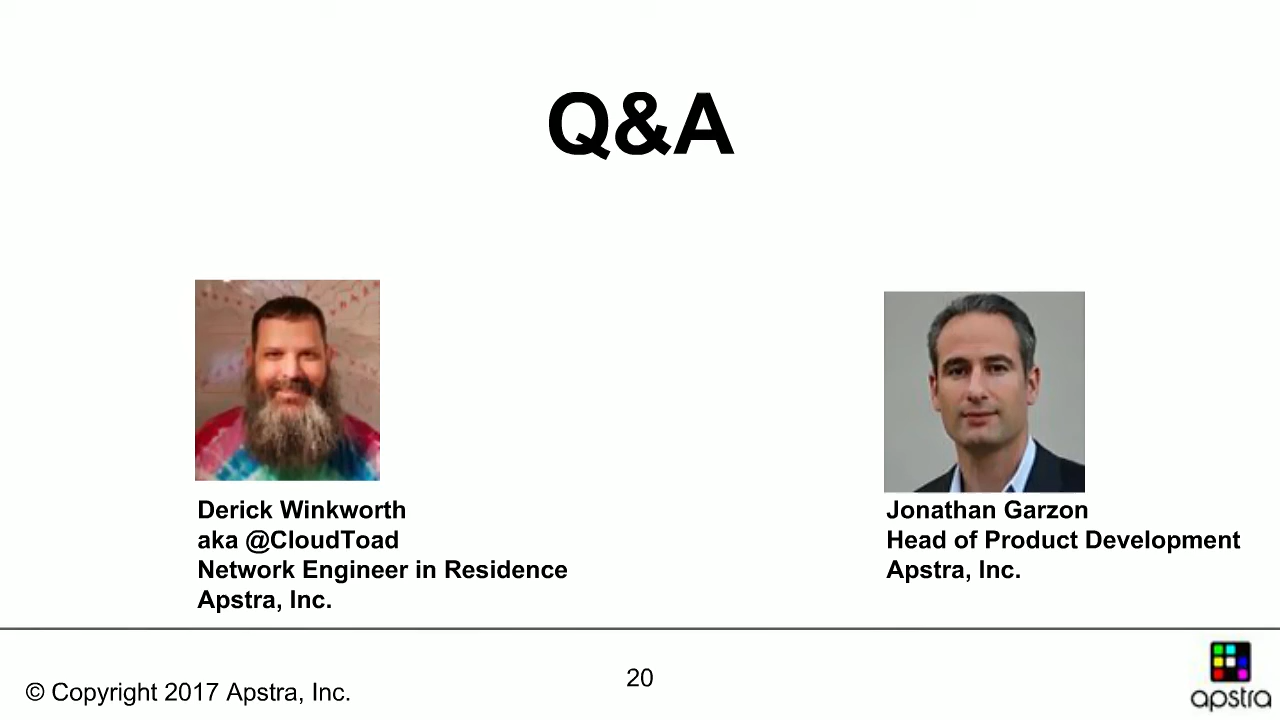 Q&A
Derick Winkworth
aka @CloudToad
Network Engineer in Residence
Apstra, Inc.
Jonathan Garzon
Head of Product Development
Apstra, Inc.
© Copyright 2017 Apstra, Inc.
20
apstra